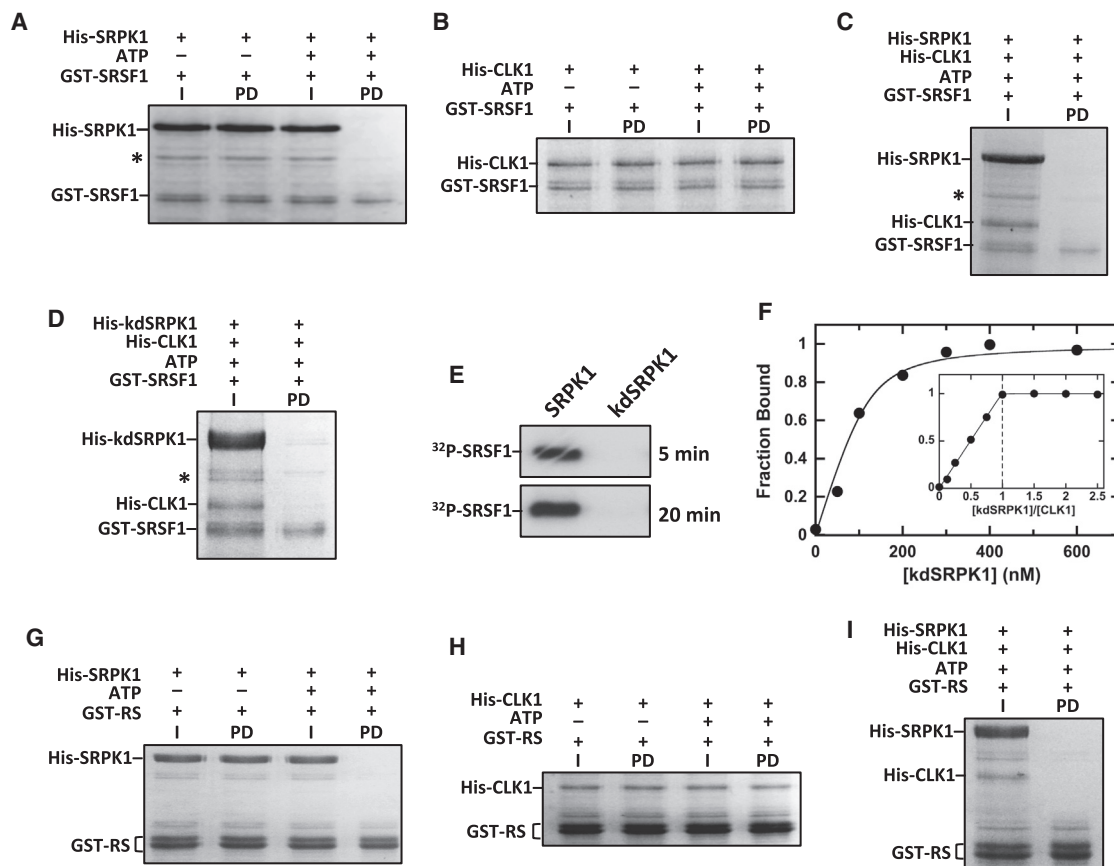 A
His-SRPK1 + + + +
ATP – – + +
GST-SRSF1 + + + +
I PD I PD
His-SRPK1
*
GST-SRSF1
B
His-CLK1 + + + +
ATP – – + +
GST-SRSF1 + + + +
I PD I PD
His-CLK1
GST-SRSF1
C
His-SRPK1 + +
His-CLK1 + +
ATP + +
GST-SRSF1 + +
I PD
His-SRPK1
*
His-CLK1
GST-SRSF1
D
His-kdSRPK1 + +
His-CLK1 + +
ATP + +
GST-SRSF1 + +
I PD
His-kdSRPK1
*
His-CLK1
GST-SRSF1
E
SRPK1 kdSRPK1
³²P-SRSF1 5 min
³²P-SRSF1 20 min
F
Fraction Bound
1
0.8
0.6
0.4
0.2
0
0 200 400 600
[kdSRPK1] (nM)
1
0.5
0
0 0.5 1 1.5 2 2.5
[kdSRPK1]/[CLK1]
G
His-SRPK1 + + + +
ATP – – + +
GST-RS + + + +
I PD I PD
His-SRPK1
GST-RS
H
His-CLK1 + + + +
ATP – – + +
GST-RS + + + +
I PD I PD
His-CLK1
GST-RS
I
His-SRPK1 + +
His-CLK1 + +
ATP + +
GST-RS + +
I PD
His-SRPK1
His-CLK1
GST-RS